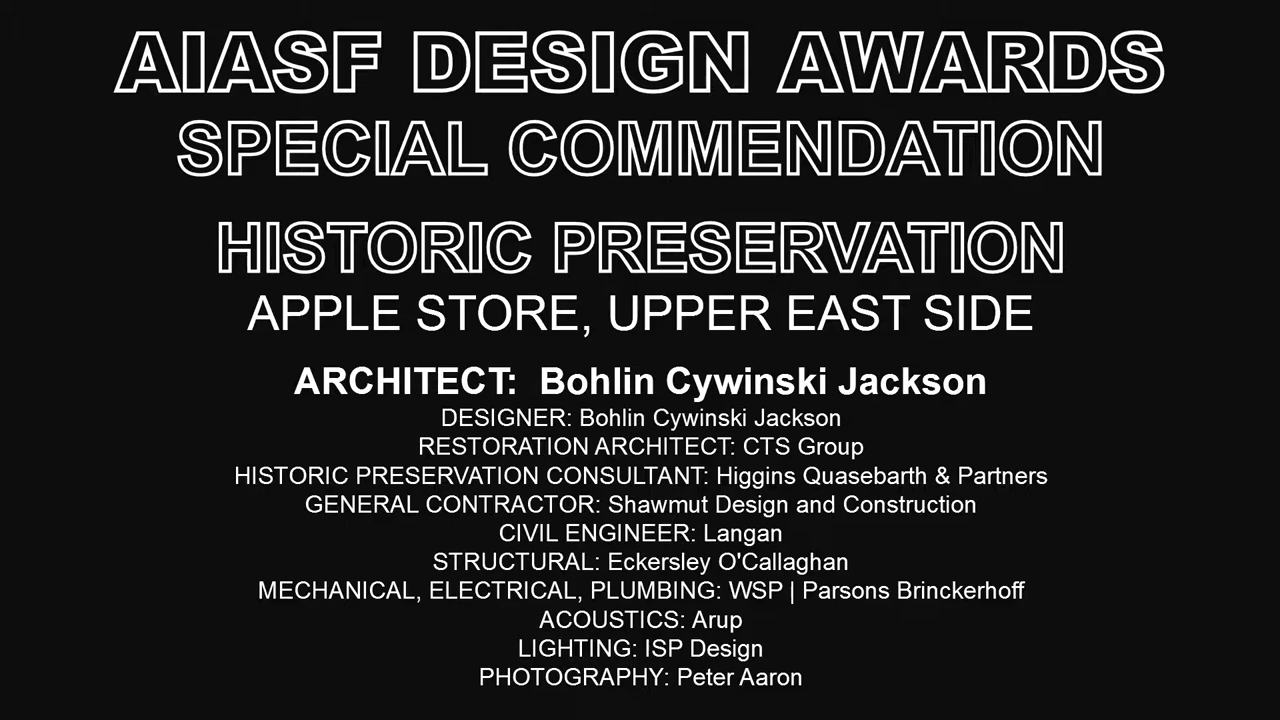 AIASF DESIGN AWARDS
SPECIAL COMMENDATION
HISTORIC PRESERVATION
APPLE STORE, UPPER EAST SIDE
ARCHITECT: Bohlin Cywinski Jackson
DESIGNER: Bohlin Cywinski Jackson
RESTORATION ARCHITECT: CTS Group
HISTORIC PRESERVATION CONSULTANT: Higgins Quasebarth & Partners
GENERAL CONTRACTOR: Shawmut Design and Construction
CIVIL ENGINEER: Langan
STRUCTURAL: Eckersley O'Callaghan
MECHANICAL, ELECTRICAL, PLUMBING: WSP | Parsons Brinckerhoff
ACOUSTICS: Arup
LIGHTING: ISP Design
PHOTOGRAPHY: Peter Aaron